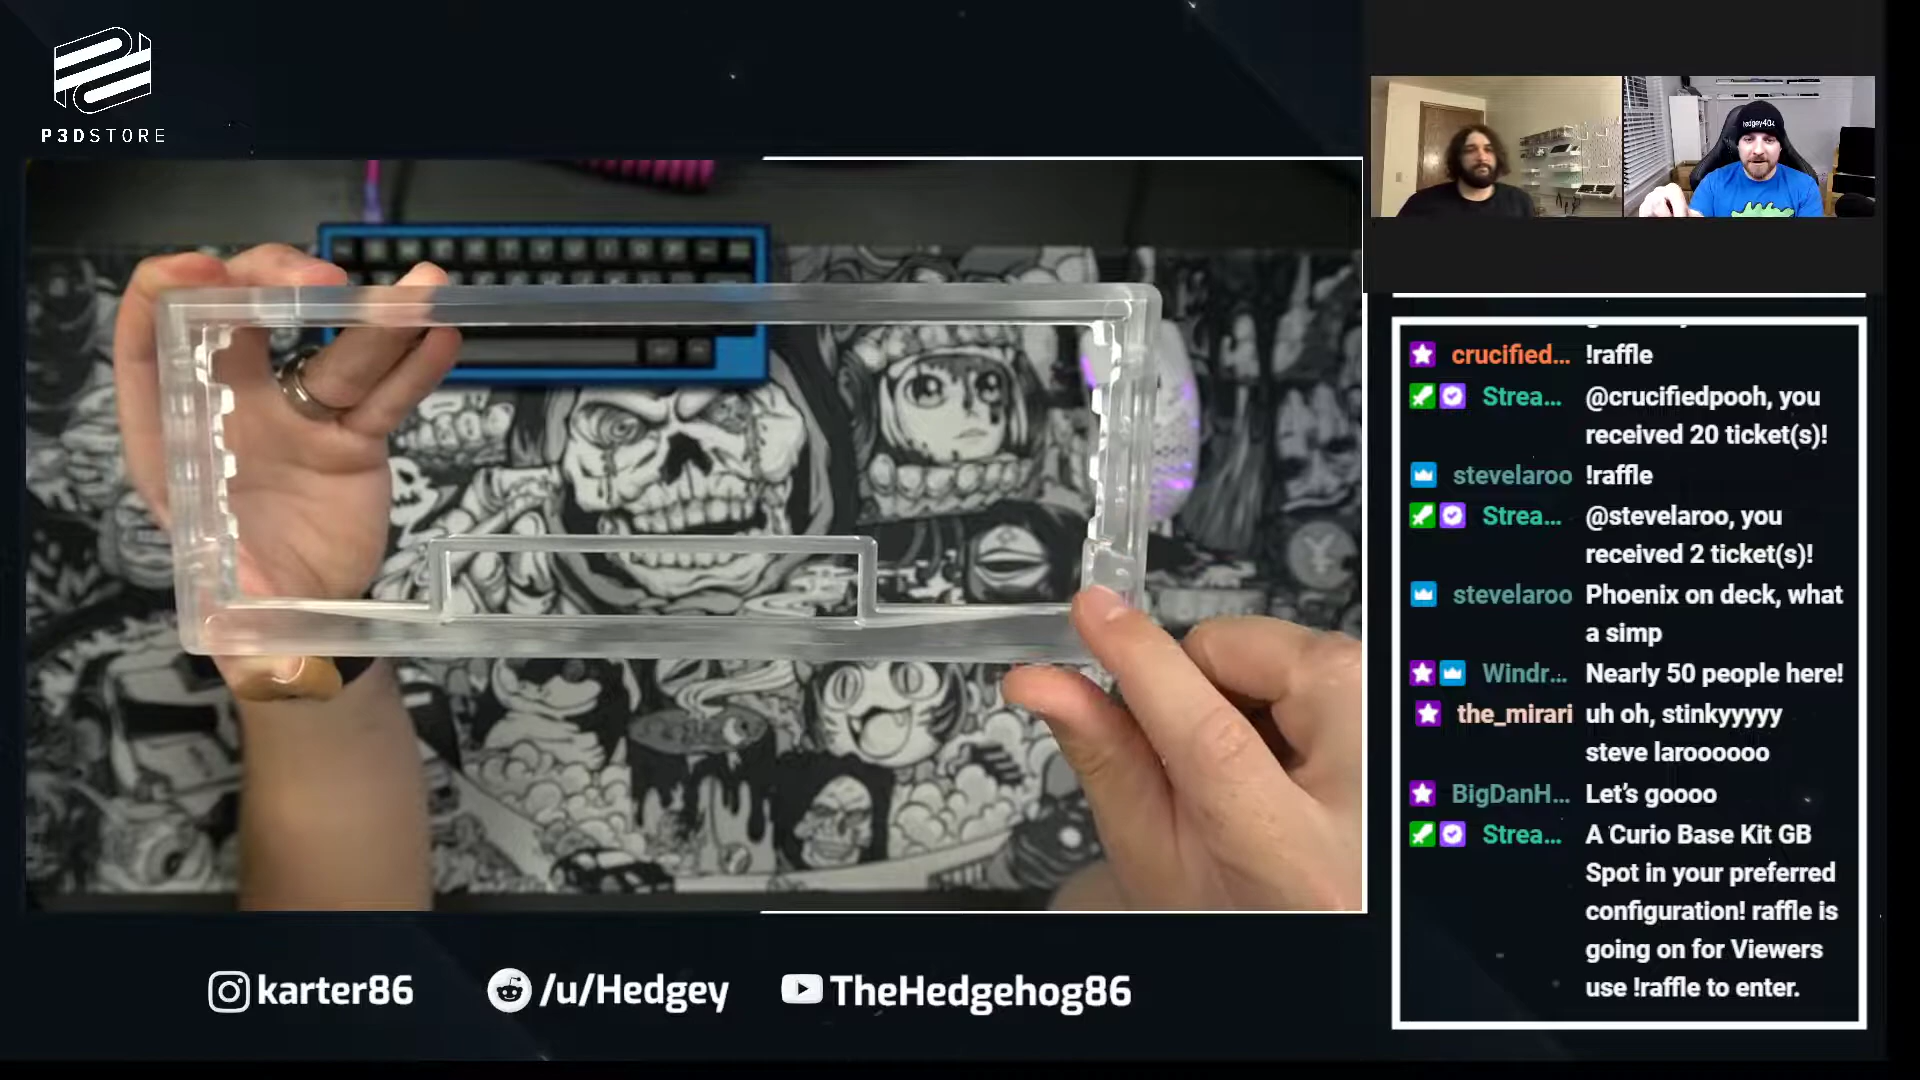 P3DSTORE
hedgey404
crucified... !raffle
Strea... @crucifiedpooh, you
received 20 ticket(s)!
stevelaroo !raffle
Strea... @stevelaroo, you
received 2 ticket(s)!
stevelaroo Phoenix on deck, what
a simp
Windr... Nearly 50 people here!
the_mirari uh oh, stinkyyyyy
steve laroooooo
BigDanH... Let's goooo
Strea... A Curio Base Kit GB
Spot in your preferred
configuration! raffle is
going on for Viewers
use !raffle to enter.
karter86 /u/Hedgey TheHedgehog86